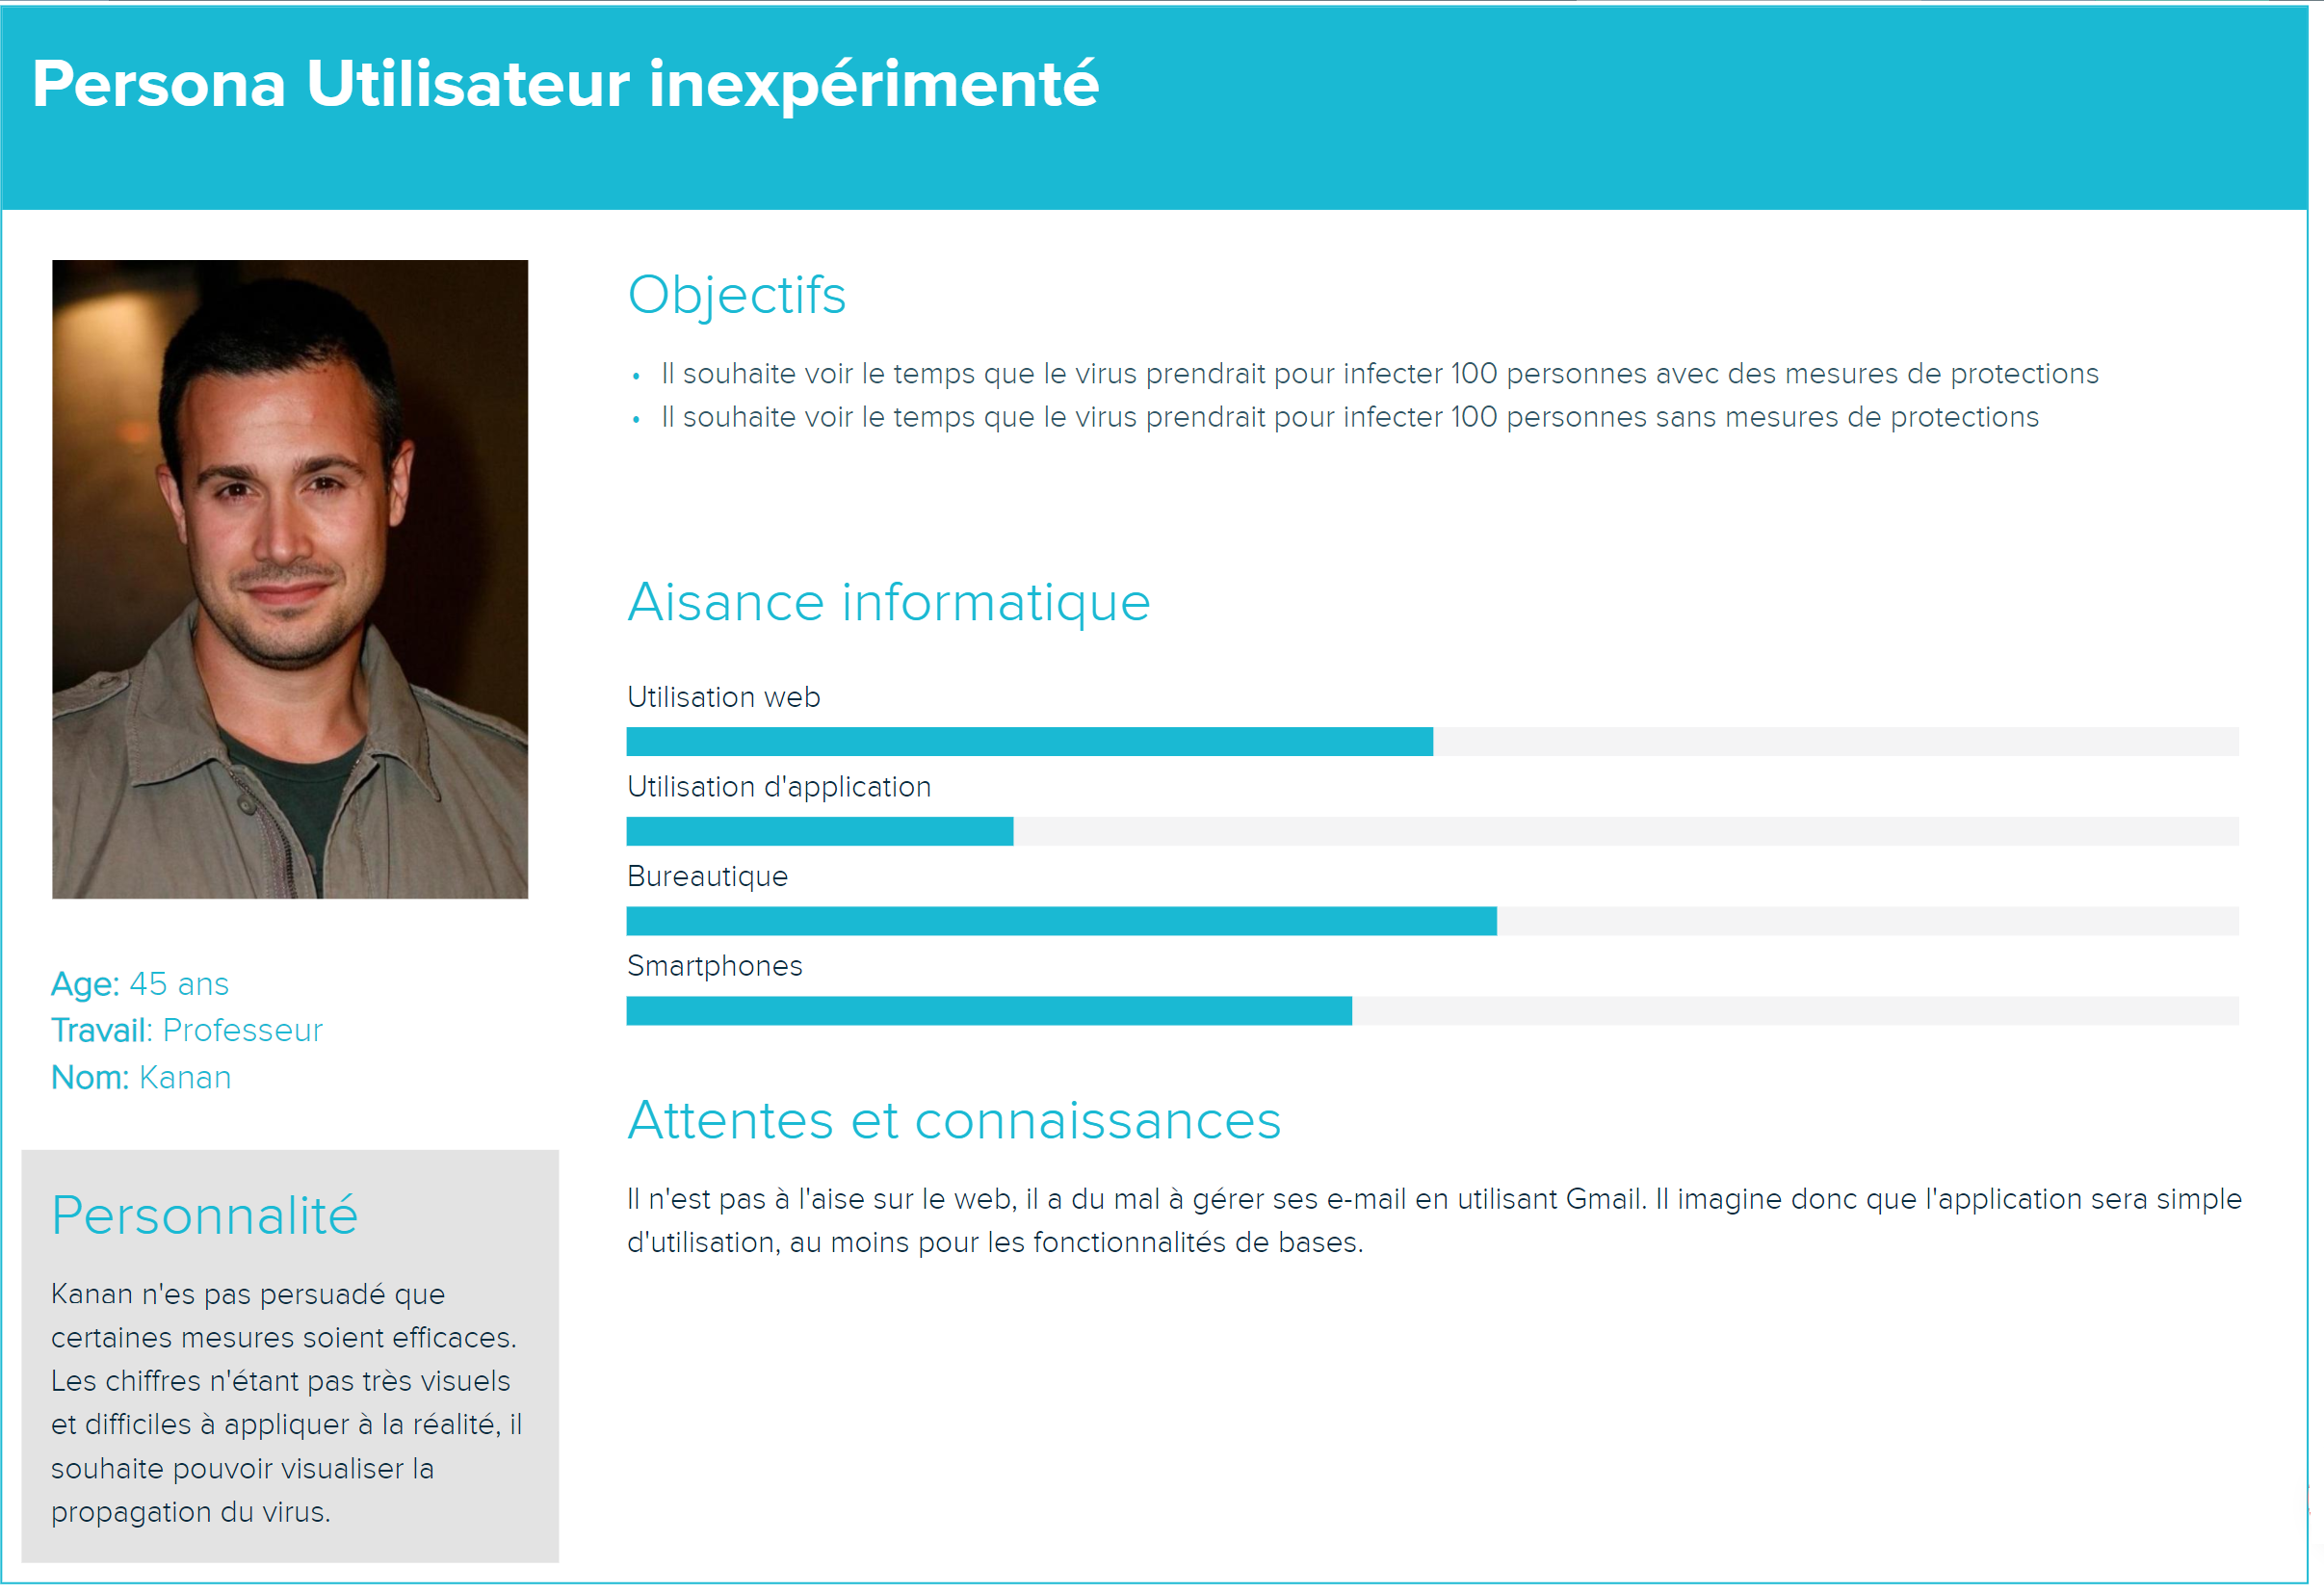 Persona Utilisateur inexpérimenté
Objectifs
• Il souhaite voir le temps que le virus prendrait pour infecter 100 personnes avec des mesures de protections
• Il souhaite voir le temps que le virus prendrait pour infecter 100 personnes sans mesures de protections
Aisance informatique
Utilisation web
Utilisation d'application
Bureautique
Smartphones
Age: 45 ans
Travail: Professeur
Nom: Kanan
Attentes et connaissances
Il n'est pas à l'aise sur le web, il a du mal à gérer ses e-mail en utilisant Gmail. Il imagine donc que l'application sera simple
d'utilisation, au moins pour les fonctionnalités de bases.
Personnalité
Kanan n'es pas persuadé que
certaines mesures soient efficaces.
Les chiffres n'étant pas très visuels
et difficiles à appliquer à la réalité, il
souhaite pouvoir visualiser la
propagation du virus.